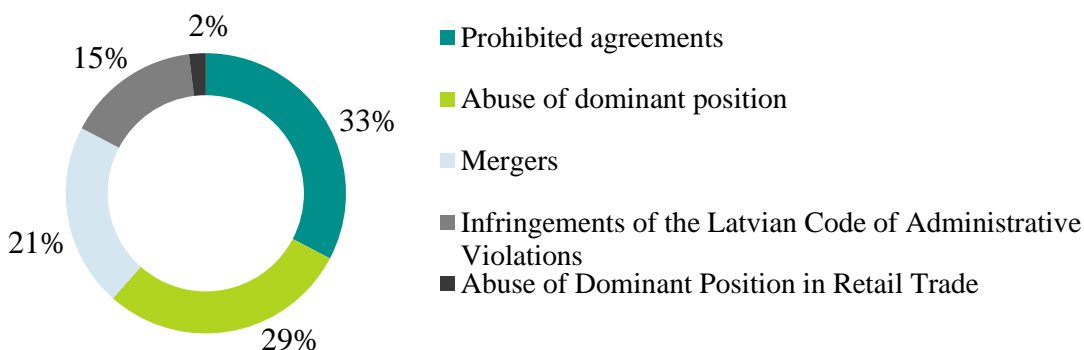 2%
15%
33%
21%
29%
Prohibited agreements
Abuse of dominant position
Mergers
Infringements of the Latvian Code of Administrative
Violations
Abuse of Dominant Position in Retail Trade